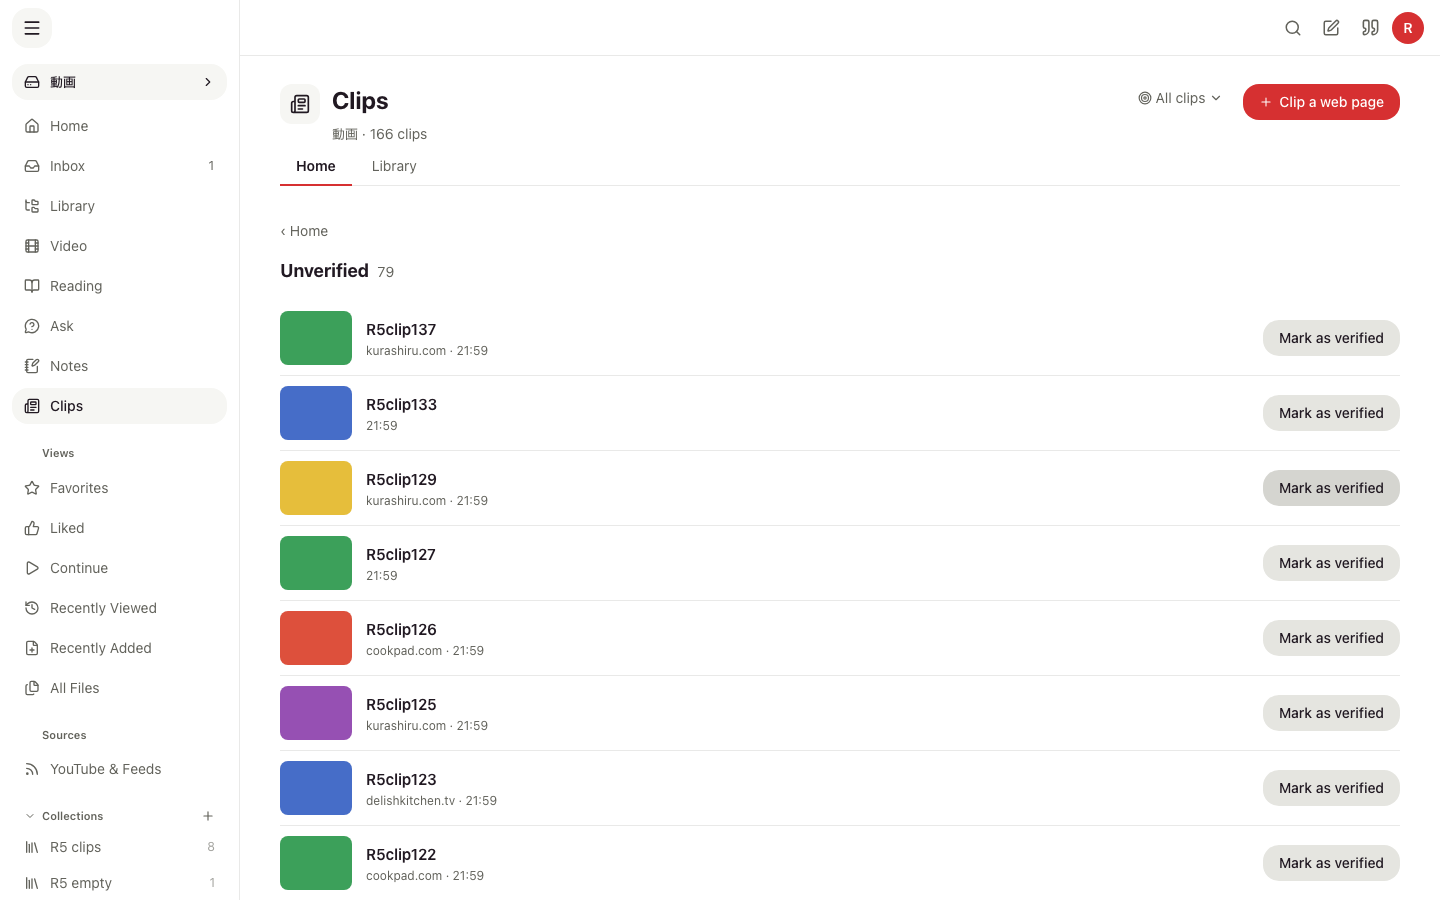 R
動画
Home
Inbox 1
Library
Video
Reading
Ask
Notes
Clips
Views
Favorites
Liked
Continue
Recently Viewed
Recently Added
All Files
Sources
YouTube & Feeds
Collections
R5 clips 8
R5 empty 1
Clips
動画 · 166 clips
All clips
Clip a web page
Home Library
‹ Home
Unverified 79
R5clip137
kurashiru.com · 21:59
Mark as verified
R5clip133
21:59
Mark as verified
R5clip129
kurashiru.com · 21:59
Mark as verified
R5clip127
21:59
Mark as verified
R5clip126
cookpad.com · 21:59
Mark as verified
R5clip125
kurashiru.com · 21:59
Mark as verified
R5clip123
delishkitchen.tv · 21:59
Mark as verified
R5clip122
cookpad.com · 21:59
Mark as verified